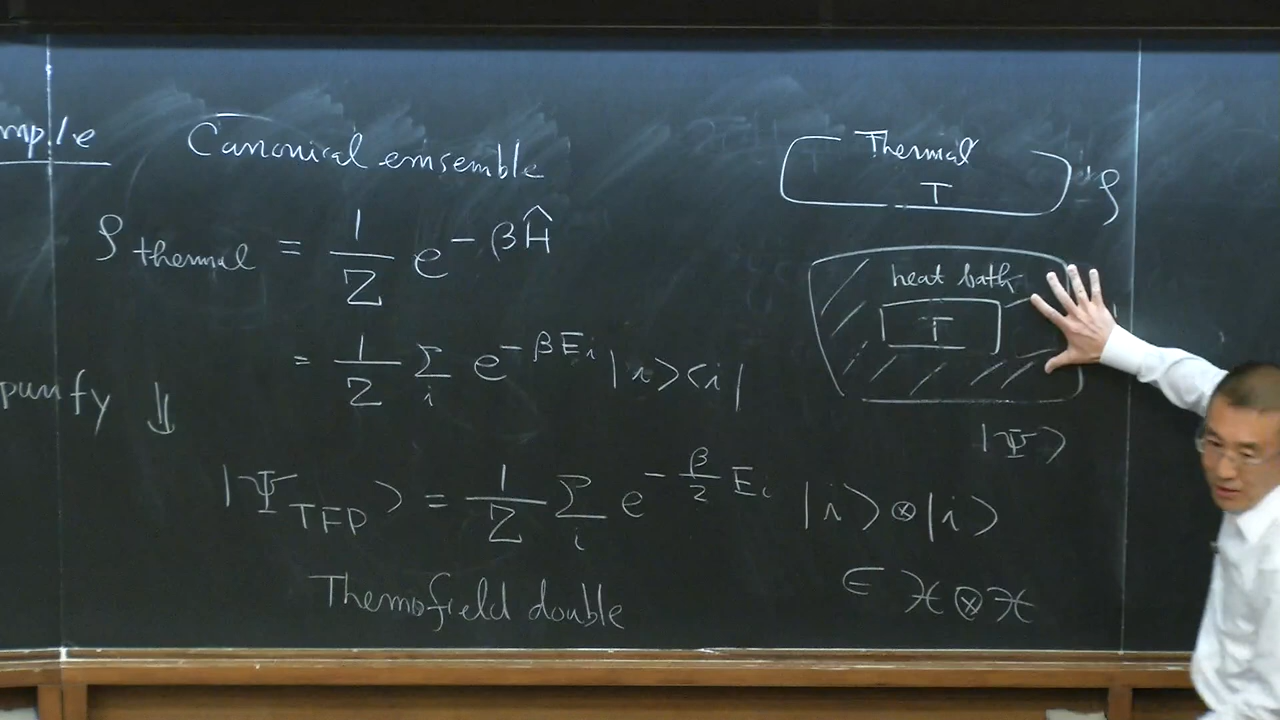 mple
Canonical emsemble
ρ thermal = 1/Z e^{-βĤ}
= 1/Z Σ_i e^{-βE_i} |i><i|
purify ⇓
|Ψ_TFD> = 1/Z Σ_i e^{-β/2 E_i} |i>⊗|i>
Thermofield double
∈ ℋ⊗ℋ
Thermal
T
ρ
heat bath
T
|Ψ>